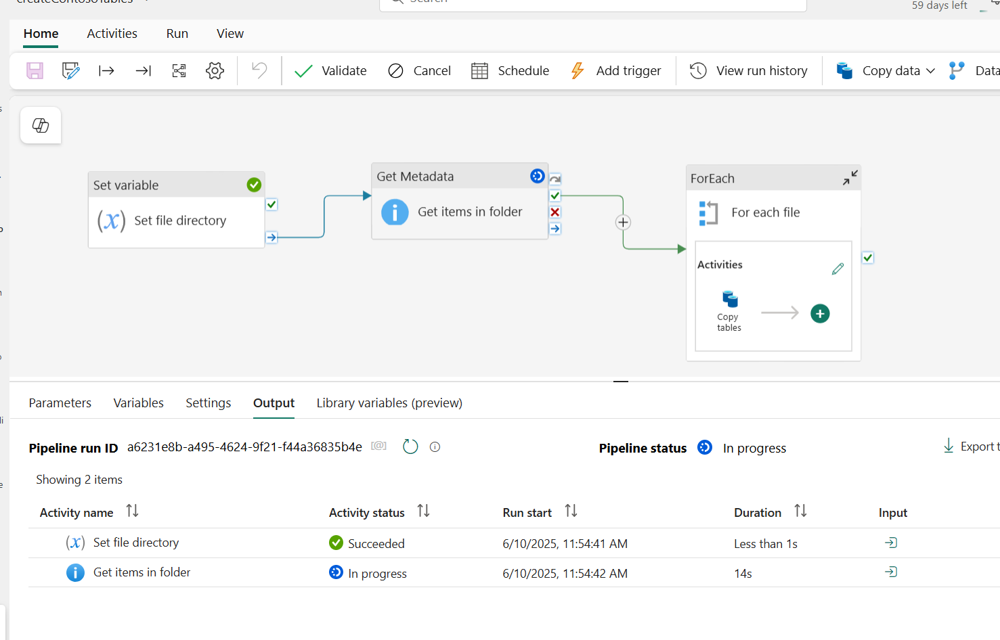 createContosoTables
Search
59 days left
Home Activities Run View
Validate Cancel Schedule Add trigger View run history Copy data Data
Set variable
(x) Set file directory
Get Metadata
Get items in folder
ForEach
For each file
Activities
Copy
tables
Parameters Variables Settings Output Library variables (preview)
Pipeline run ID a6231e8b-a495-4624-9f21-f44a36835b4e [@] Pipeline status In progress Export t
Showing 2 items
Activity name Activity status Run start Duration Input
(x) Set file directory Succeeded 6/10/2025, 11:54:41 AM Less than 1s
Get items in folder In progress 6/10/2025, 11:54:42 AM 14s